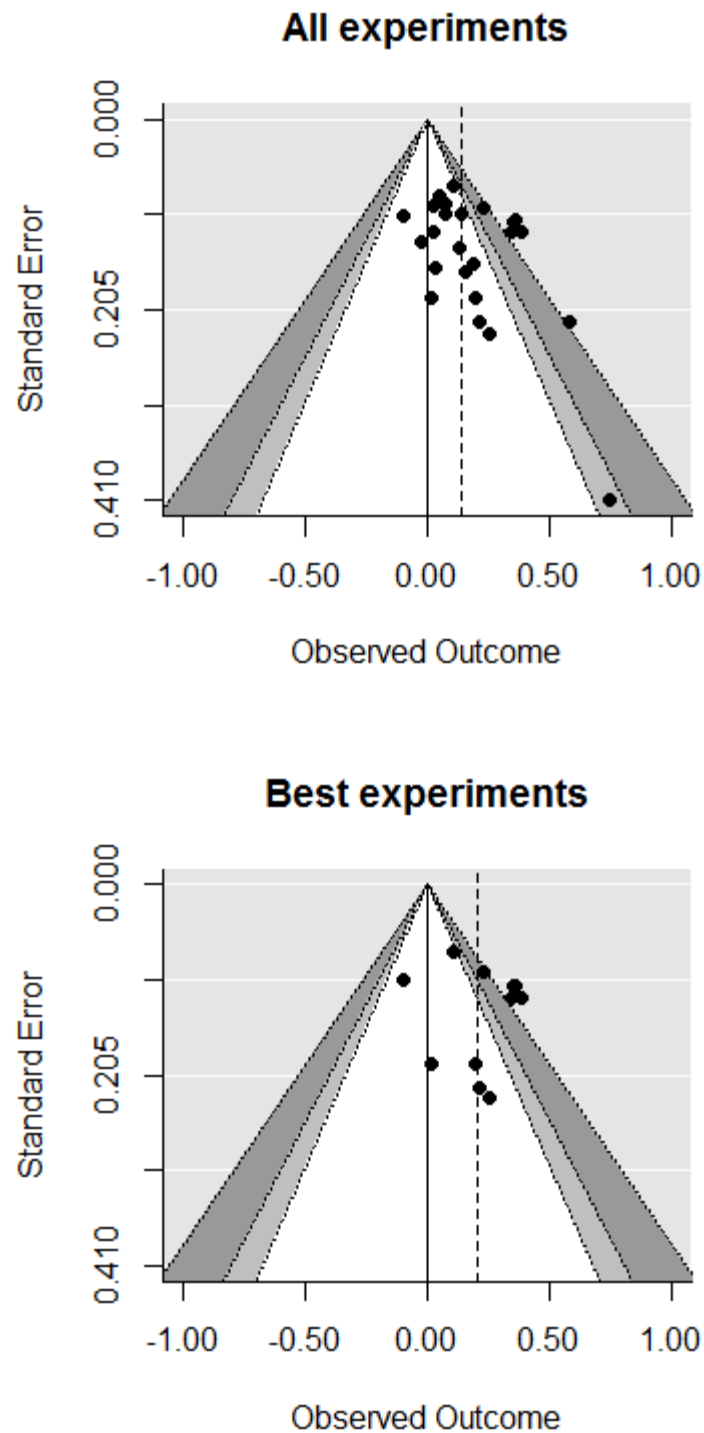 All experiments
0.000
0.205
0.410
Standard Error
-1.00 -0.50 0.00 0.50 1.00
Observed Outcome
Best experiments
0.000
0.205
0.410
Standard Error
-1.00 -0.50 0.00 0.50 1.00
Observed Outcome